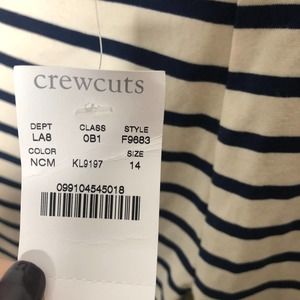 crewcuts
DEPT CLASS STYLE
LA8 0B1 F9683
COLOR SIZE
NCM KL9197 14
099104545018